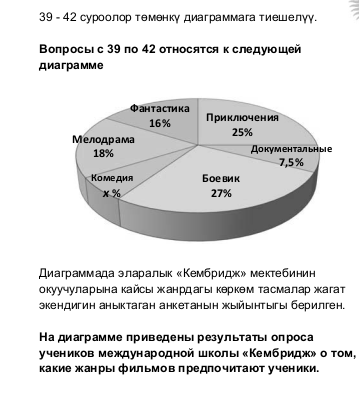 39 - 42 суроолор төмөнкү диаграммага тиешелүү.
Вопросы с 39 по 42 относятся к следующей
диаграмме
Фантастика
16%
Приключения
25%
Мелодрама
18%
Документальные
7,5%
Комедия
x %
Боевик
27%
Диаграммада эларалык «Кембридж» мектебинин
окуучуларына кайсы жанрдагы көркөм тасмалар жагат
экендигин аныктаган анкетанын жыйынтыгы берилген.
На диаграмме приведены результаты опроса
учеников международной школы «Кембридж» о том,
какие жанры фильмов предпочитают ученики.